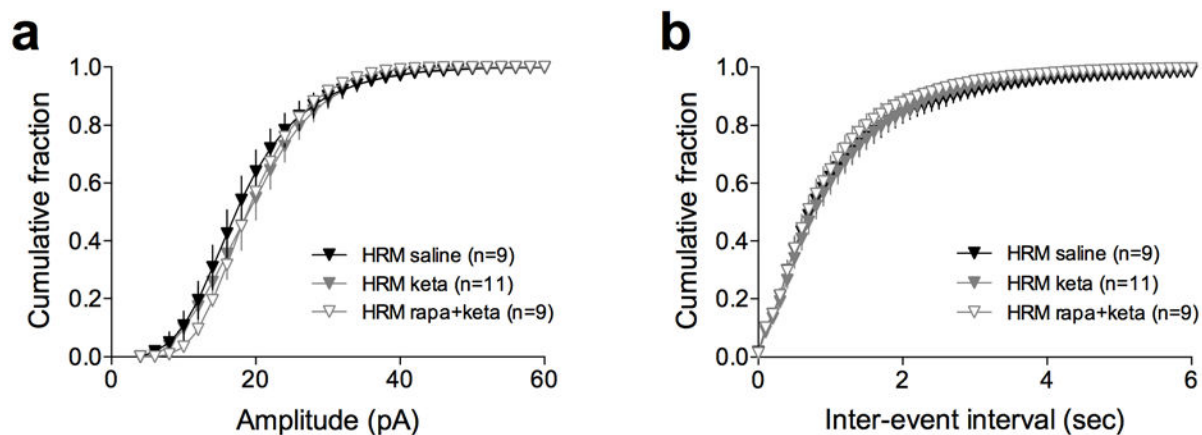 a
Cumulative fraction
1.0
0.8
0.6
0.4
0.2
0.0
HRM saline (n=9)
HRM keta (n=11)
HRM rapa+keta (n=9)
0 20 40 60
Amplitude (pA)
b
Cumulative fraction
1.0
0.8
0.6
0.4
0.2
0.0
HRM saline (n=9)
HRM keta (n=11)
HRM rapa+keta (n=9)
0 2 4 6
Inter-event interval (sec)